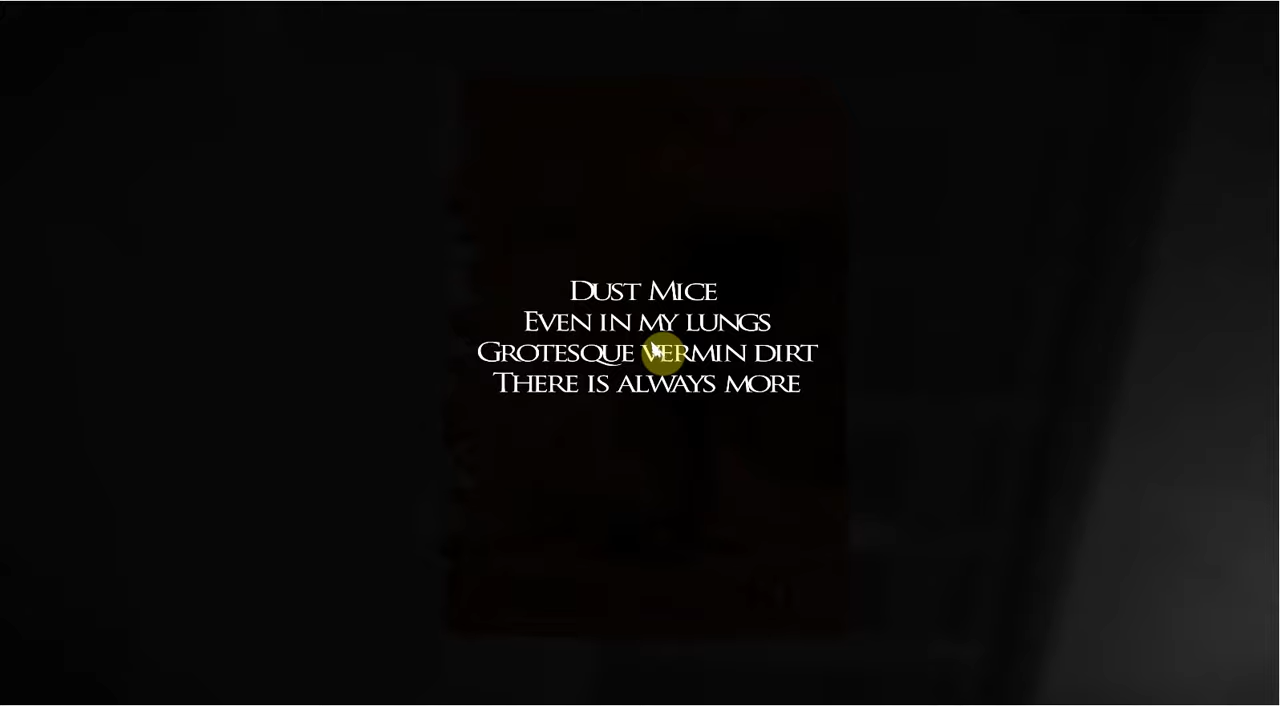 Dust Mice
Even in my lungs
Grotesque vermin dirt
There is always more